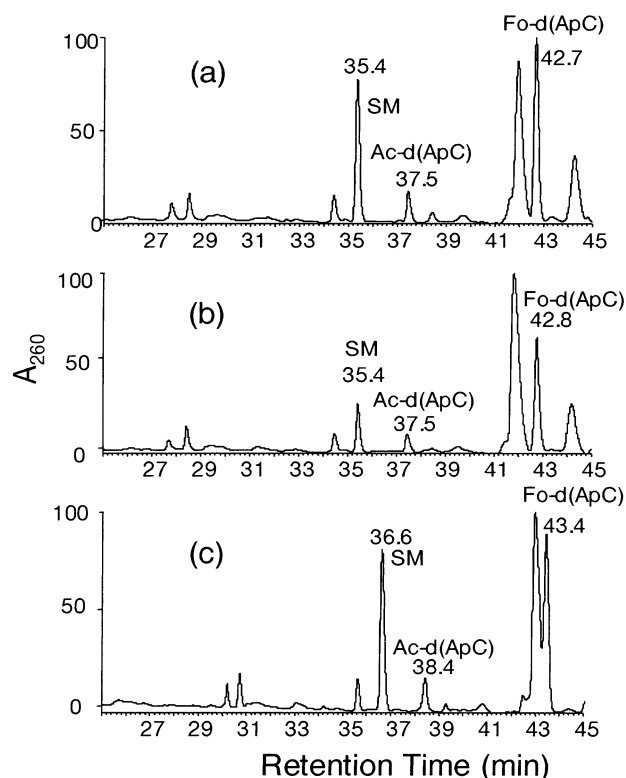 100
Fo-d(ApC)
42.7
(a)
35.4
SM
50
Ac-d(ApC)
37.5
0
27 29 31 33 35 37 39 41 43 45
100
Fo-d(ApC)
42.8
(b)
SM
35.4
50
Ac-d(ApC)
37.5
0
27 29 31 33 35 37 39 41 43 45
A260
Fo-d(ApC)
43.4
100
(c)
36.6
SM
50
Ac-d(ApC)
38.4
0
27 29 31 33 35 37 39 41 43 45
Retention Time (min)